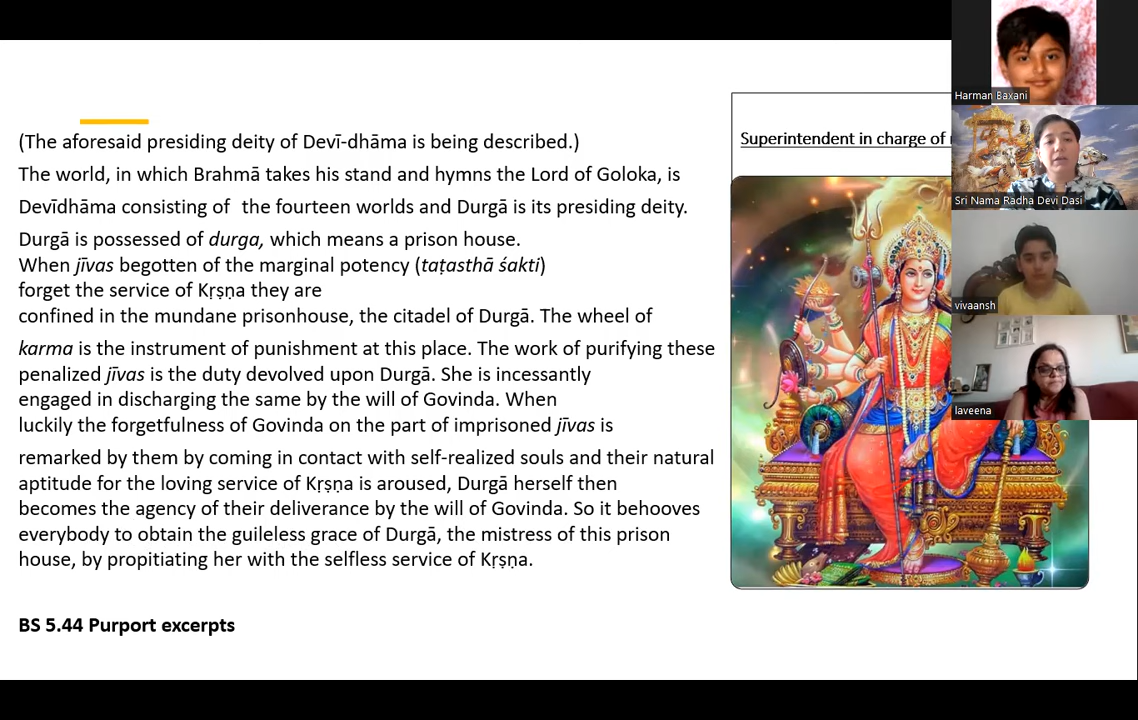 (The aforesaid presiding deity of Devī-dhāma is being described.)
The world, in which Brahmā takes his stand and hymns the Lord of Goloka, is
Devīdhāma consisting of the fourteen worlds and Durgā is its presiding deity.
Durgā is possessed of durga, which means a prison house.
When jīvas begotten of the marginal potency (taṭasthā śakti)
forget the service of Kṛṣṇa they are
confined in the mundane prisonhouse, the citadel of Durgā. The wheel of
karma is the instrument of punishment at this place. The work of purifying these
penalized jīvas is the duty devolved upon Durgā. She is incessantly
engaged in discharging the same by the will of Govinda. When
luckily the forgetfulness of Govinda on the part of imprisoned jīvas is
remarked by them by coming in contact with self-realized souls and their natural
aptitude for the loving service of Kṛṣṇa is aroused, Durgā herself then
becomes the agency of their deliverance by the will of Govinda. So it behooves
everybody to obtain the guileless grace of Durgā, the mistress of this prison
house, by propitiating her with the selfless service of Kṛṣṇa.
BS 5.44 Purport excerpts
Superintendent in charge of
Harman Baxani
Sri Nama Radha Devi Dasi
vivaansh
laveena